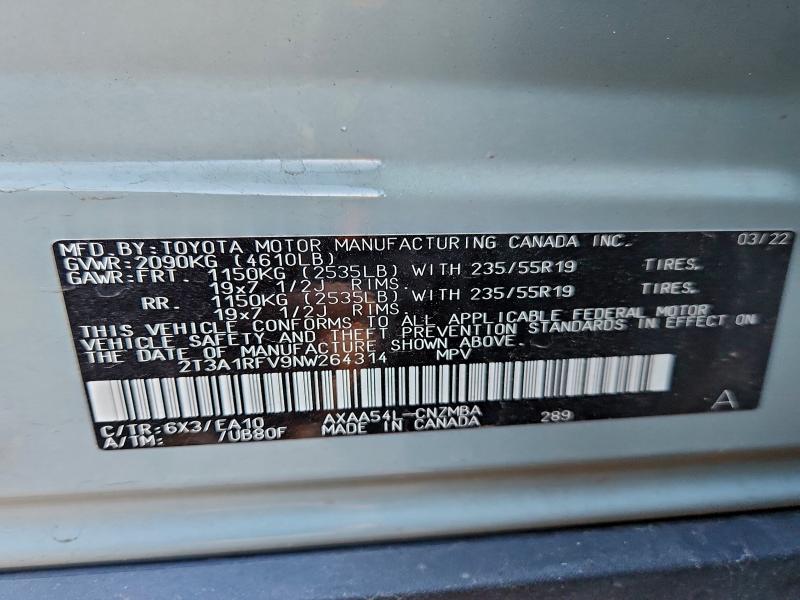 MFD BY:TOYOTA MOTOR MANUFACTURING CANADA INC. 03/22
GVWR:2090KG (4610LB)
GAWR:FRT. 1150KG (2535LB) WITH 235/55R19 TIRES.
19x7 1/2J RIMS.
RR. 1150KG (2535LB) WITH 235/55R19 TIRES.
19x7 1/2J RIMS.
THIS VEHICLE CONFORMS TO ALL APPLICABLE FEDERAL MOTOR
VEHICLE SAFETY AND THEFT PREVENTION STANDARDS IN EFFECT ON
THE DATE OF MANUFACTURE SHOWN ABOVE.
2T3A1RFV9NW264314 MPV
C/TR:6X3/EA10 AXAA54L-CNZMBA 289 A
A/TM: /UB80F MADE IN CANADA